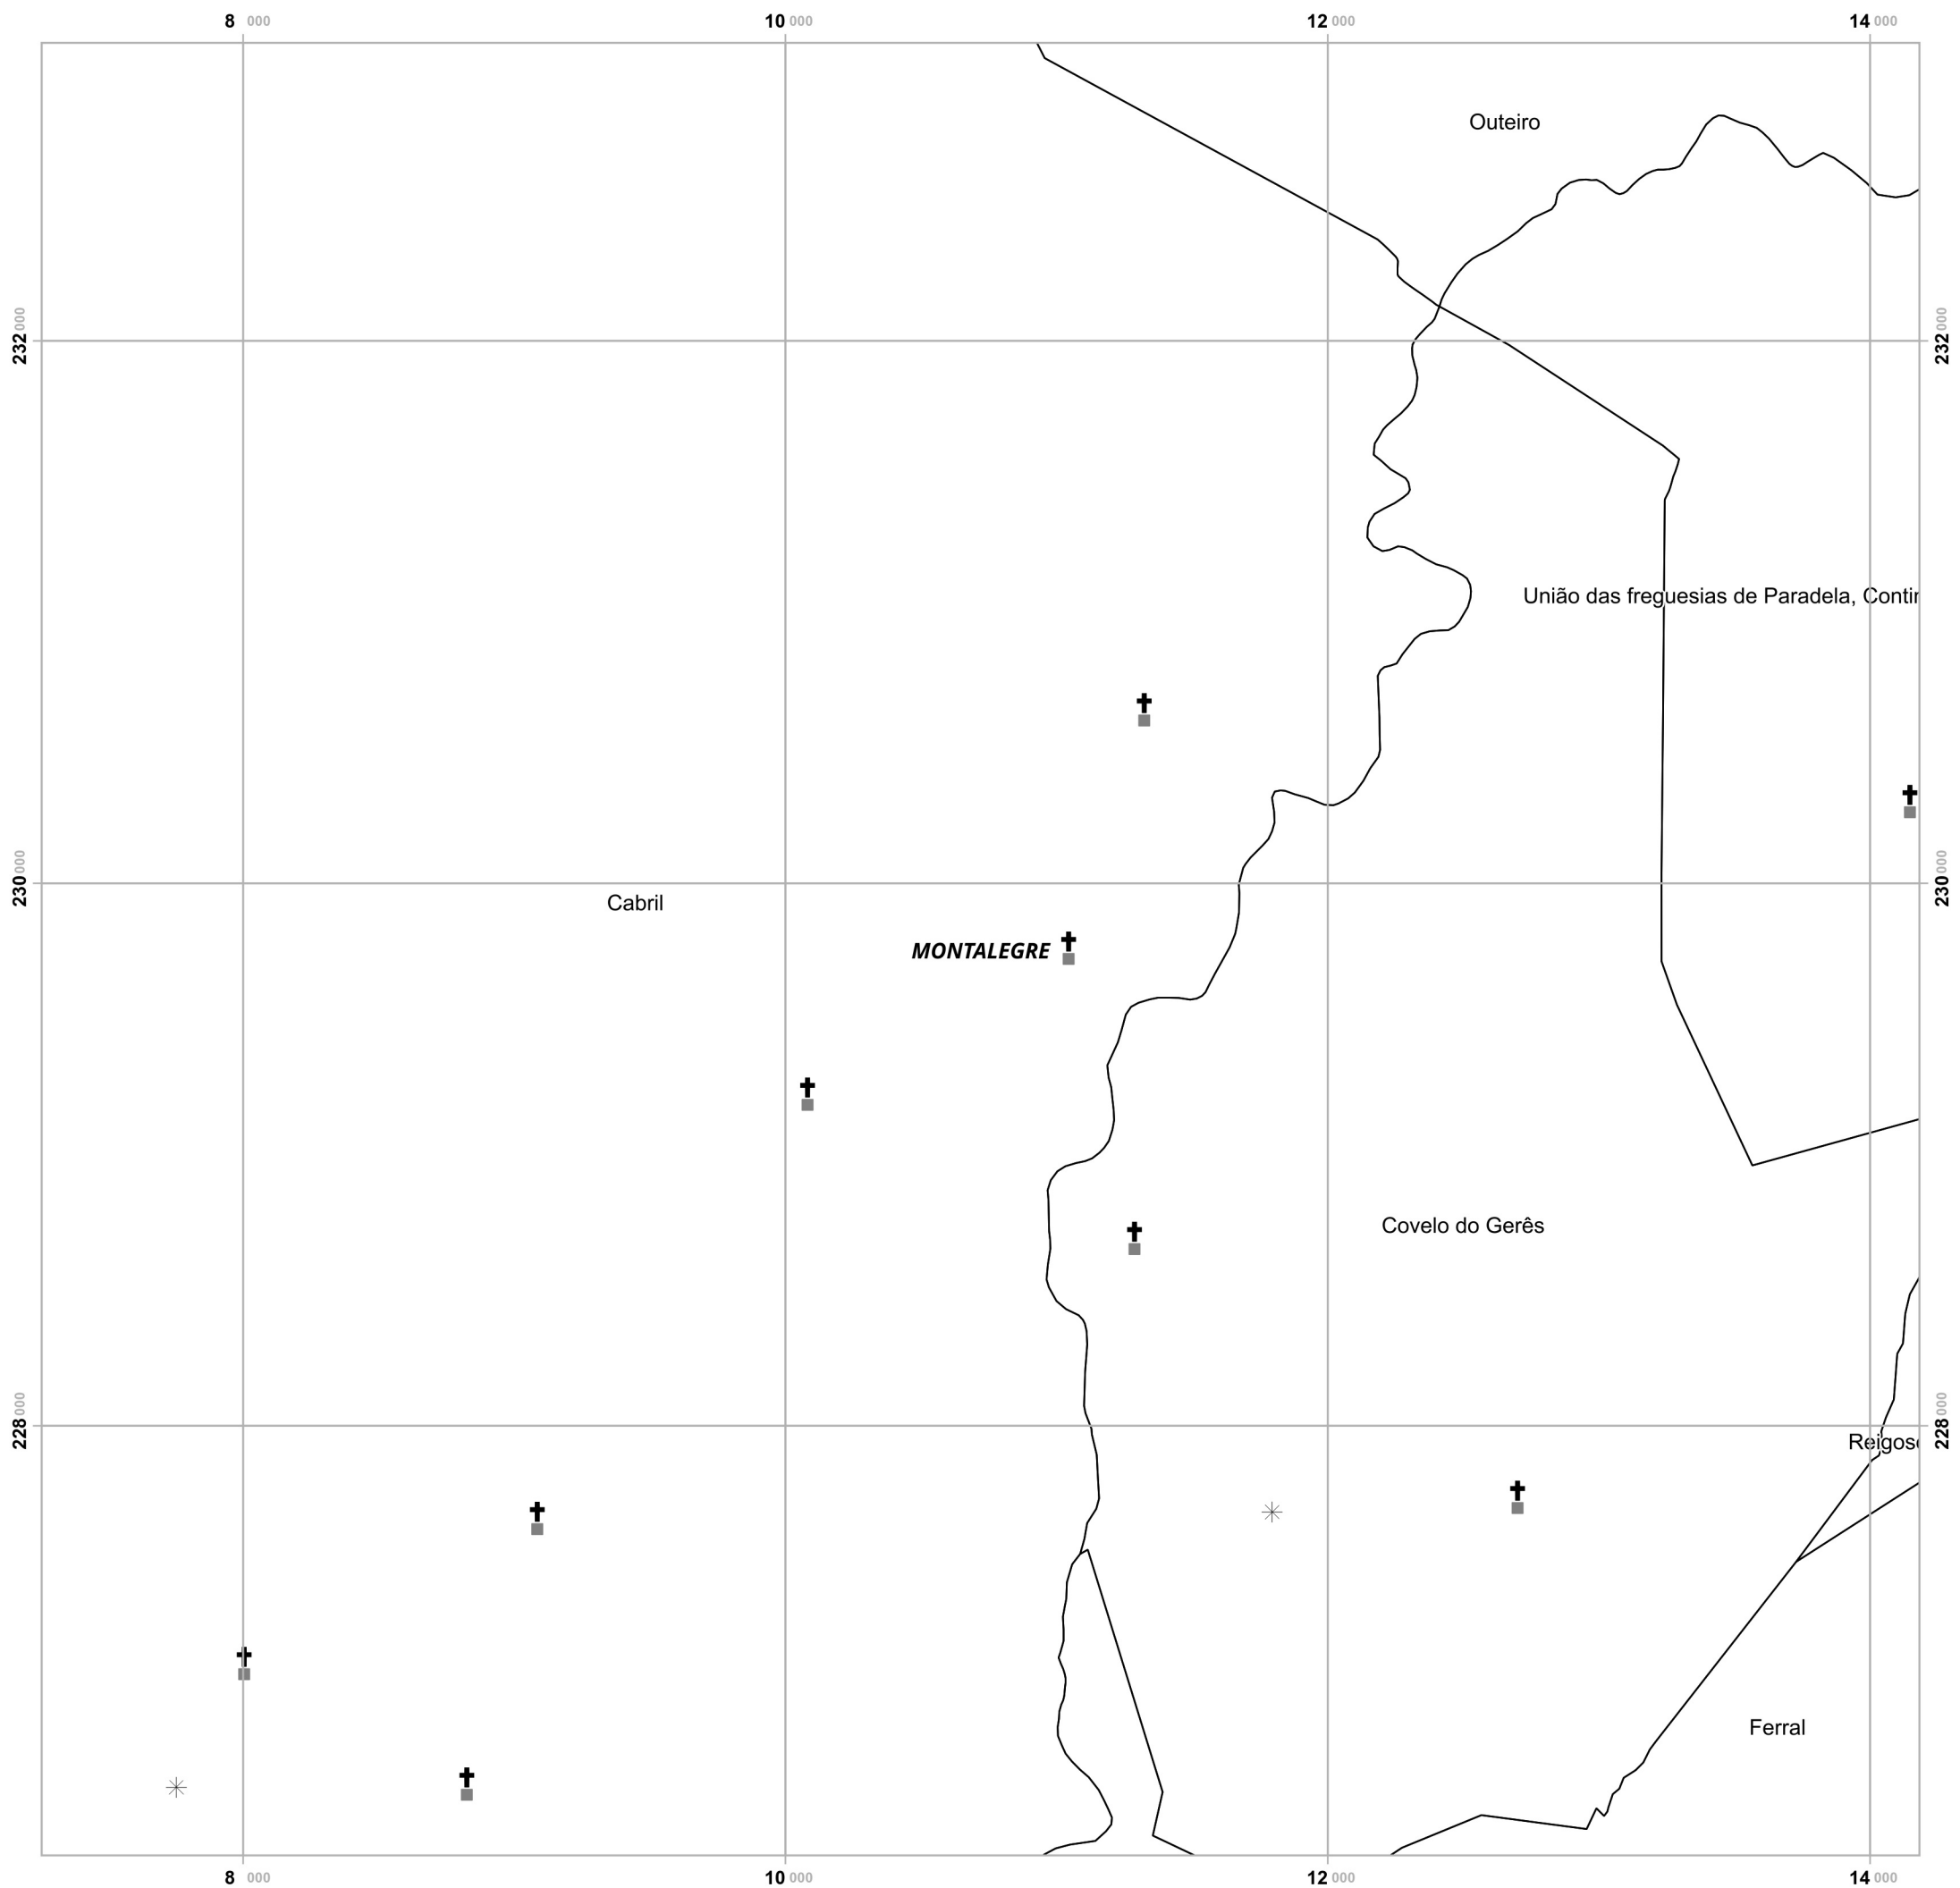 8 000 10 000 12 000 14 000
Outeiro
232 000 232 000
União das freguesias de Paradela, Contin
230 000 230 000
Cabril
MONTALEGRE
Covelo do Gerês
228 000 228 000
Reigoso
Ferral
8 000 10 000 12 000 14 000